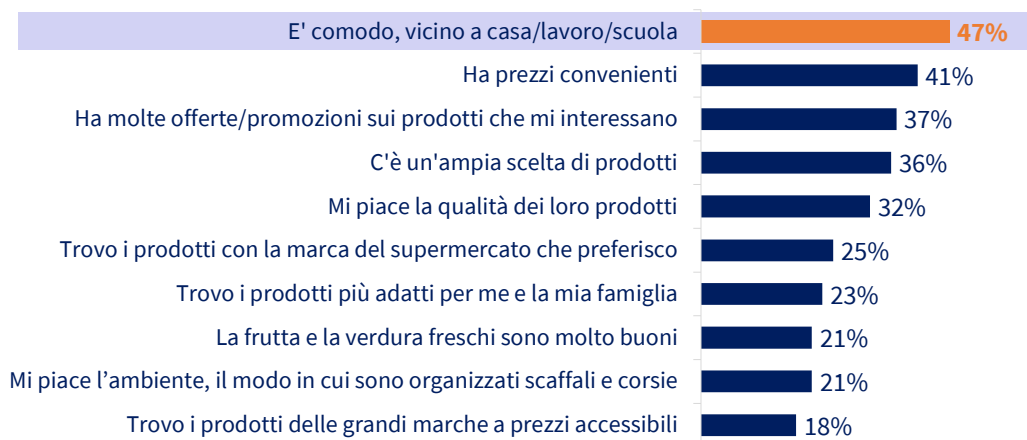 E' comodo, vicino a casa/lavoro/scuola 47%
Ha prezzi convenienti 41%
Ha molte offerte/promozioni sui prodotti che mi interessano 37%
C'è un'ampia scelta di prodotti 36%
Mi piace la qualità dei loro prodotti 32%
Trovo i prodotti con la marca del supermercato che preferisco 25%
Trovo i prodotti più adatti per me e la mia famiglia 23%
La frutta e la verdura freschi sono molto buoni 21%
Mi piace l’ambiente, il modo in cui sono organizzati scaffali e corsie 21%
Trovo i prodotti delle grandi marche a prezzi accessibili 18%